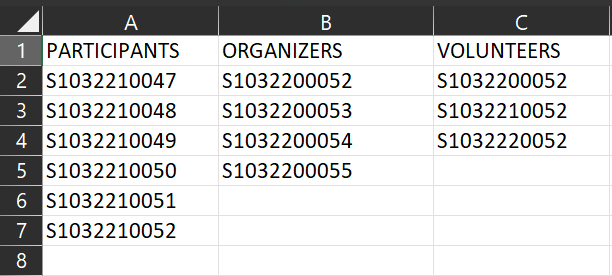 A B C
1 PARTICIPANTS ORGANIZERS VOLUNTEERS
2 S1032210047 S1032200052 S1032200052
3 S1032210048 S1032200053 S1032210052
4 S1032210049 S1032200054 S1032220052
5 S1032210050 S1032200055
6 S1032210051
7 S1032210052
8